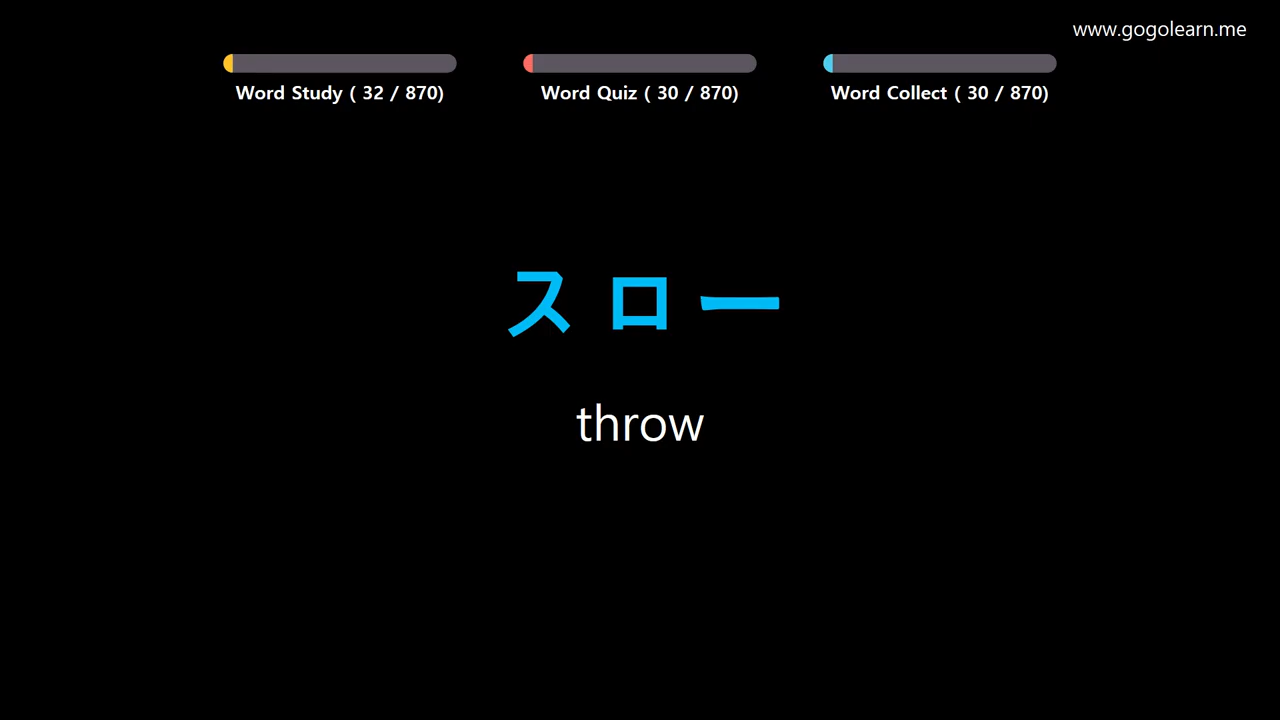 www.gogolearn.me
Word Study ( 32 / 870)
Word Quiz ( 30 / 870)
Word Collect ( 30 / 870)
スロー
throw